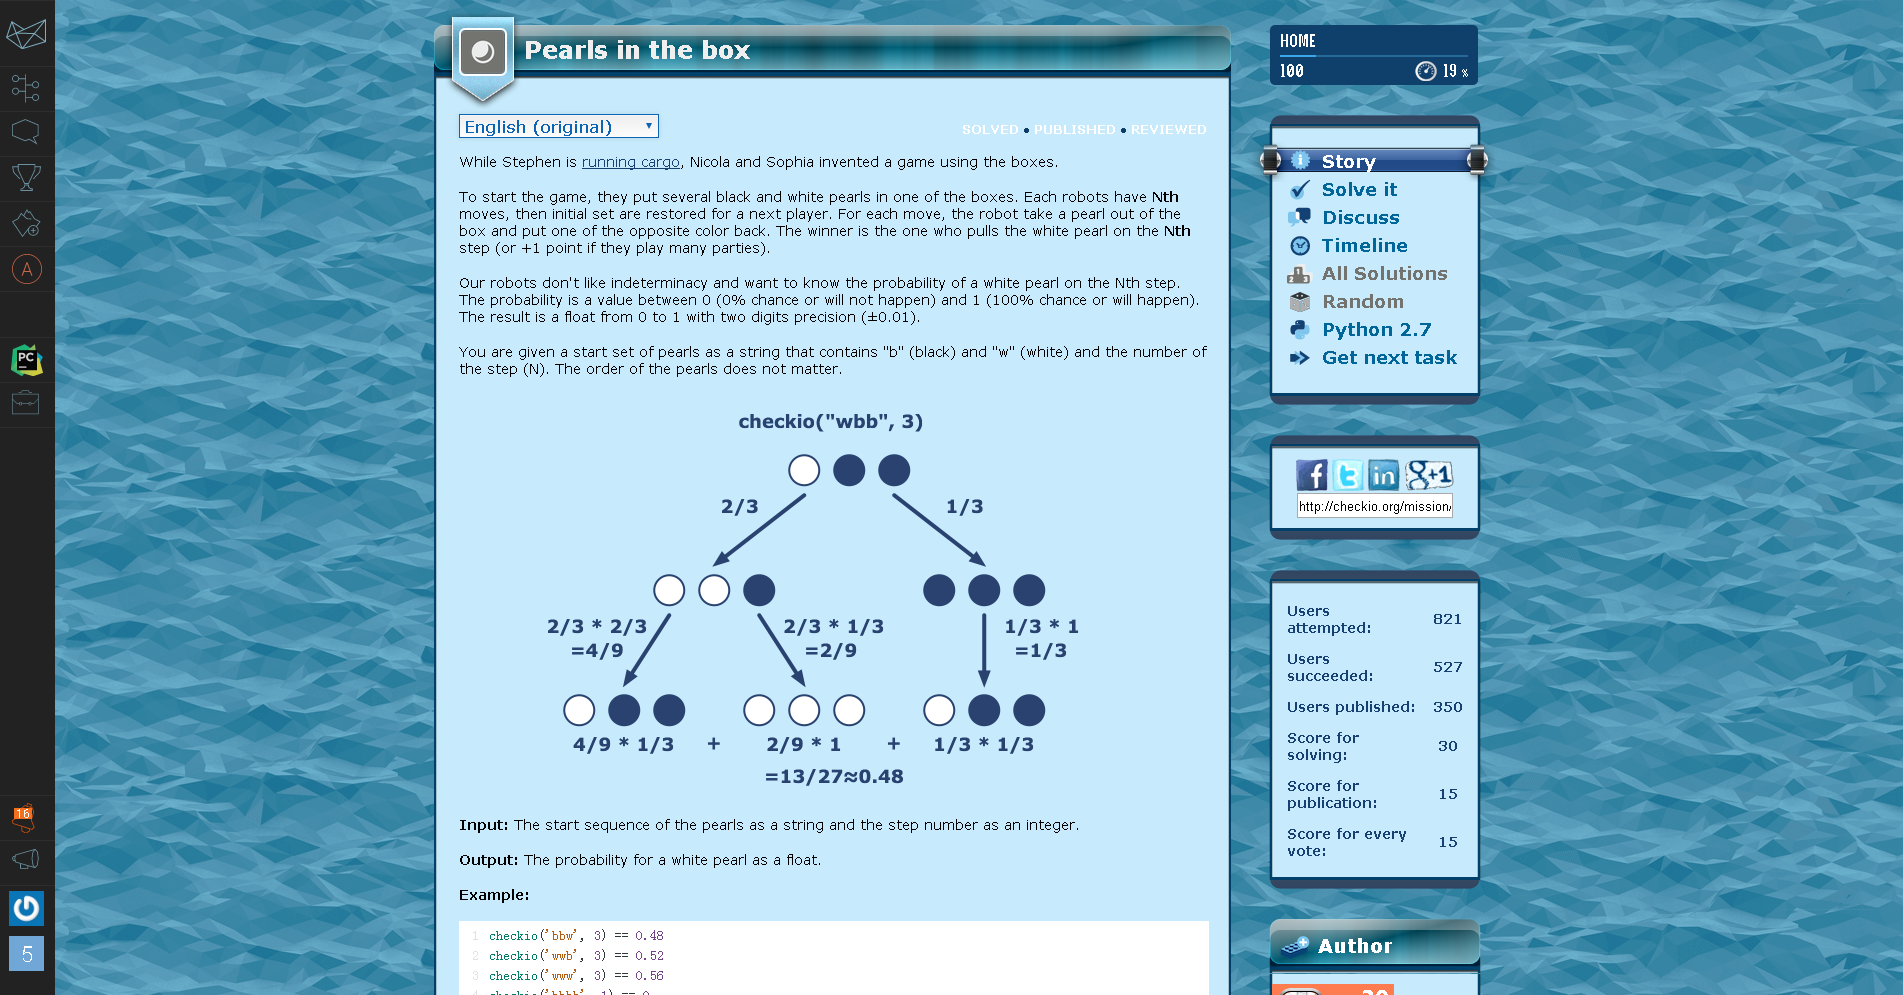 Pearls in the box
English (original)
SOLVED • PUBLISHED • REVIEWED
While Stephen is running cargo, Nicola and Sophia invented a game using the boxes.
To start the game, they put several black and white pearls in one of the boxes. Each robots have Nth
moves, then initial set are restored for a next player. For each move, the robot take a pearl out of the
box and put one of the opposite color back. The winner is the one who pulls the white pearl on the Nth
step (or +1 point if they play many parties).
Our robots don't like indeterminacy and want to know the probability of a white pearl on the Nth step.
The probability is a value between 0 (0% chance or will not happen) and 1 (100% chance or will happen).
The result is a float from 0 to 1 with two digits precision (±0.01).
You are given a start set of pearls as a string that contains "b" (black) and "w" (white) and the number of
the step (N). The order of the pearls does not matter.
checkio("wbb", 3)
2/3 1/3
2/3 * 2/3 2/3 * 1/3 1/3 * 1
=4/9 =2/9 =1/3
4/9 * 1/3 + 2/9 * 1 + 1/3 * 1/3
=13/27≈0.48
Input: The start sequence of the pearls as a string and the step number as an integer.
Output: The probability for a white pearl as a float.
Example:
1 checkio('bbw', 3) == 0.48
2 checkio('wwb', 3) == 0.52
3 checkio('www', 3) == 0.56
4 checkio('bbbb', 1) == 0
HOME
100 19 %
Story
Solve it
Discuss
Timeline
All Solutions
Random
Python 2.7
Get next task
f t in g+1
http://checkio.org/mission/
Users
attempted: 821
Users
succeeded: 527
Users published: 350
Score for
solving: 30
Score for
publication: 15
Score for every
vote: 15
Author
30
A
PC
16
5